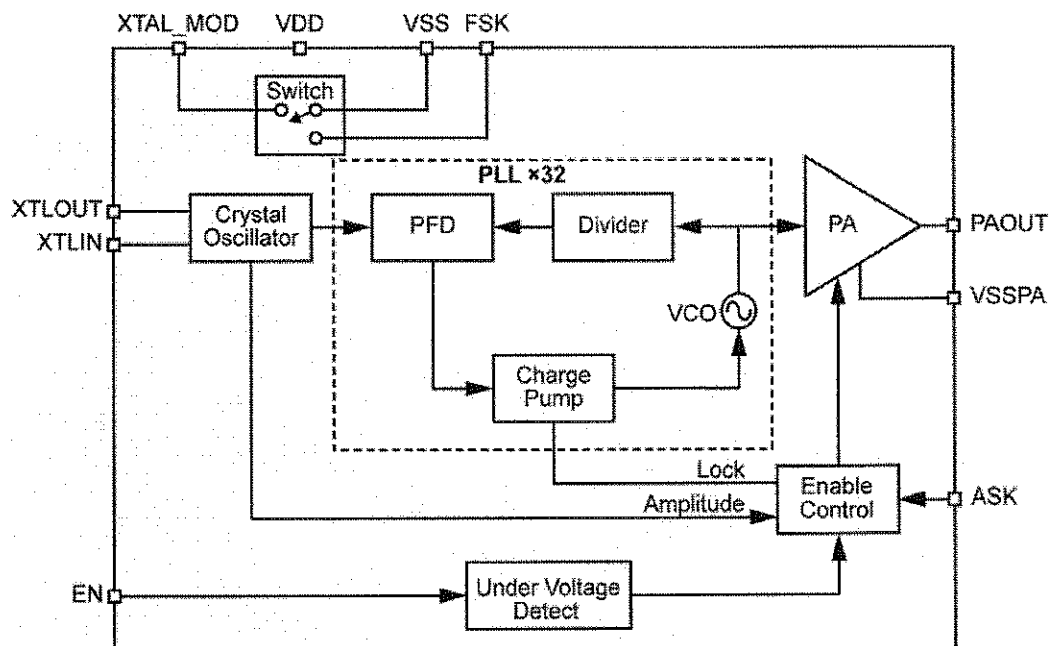 XTAL_MOD VDD VSS FSK
Switch
PLL ×32
XTLOUT
XTLIN
Crystal
Oscillator
PFD
Divider
PA
PAOUT
VSSPA
VCO
Charge
Pump
Lock
Amplitude
Enable
Control
ASK
EN
Under Voltage
Detect